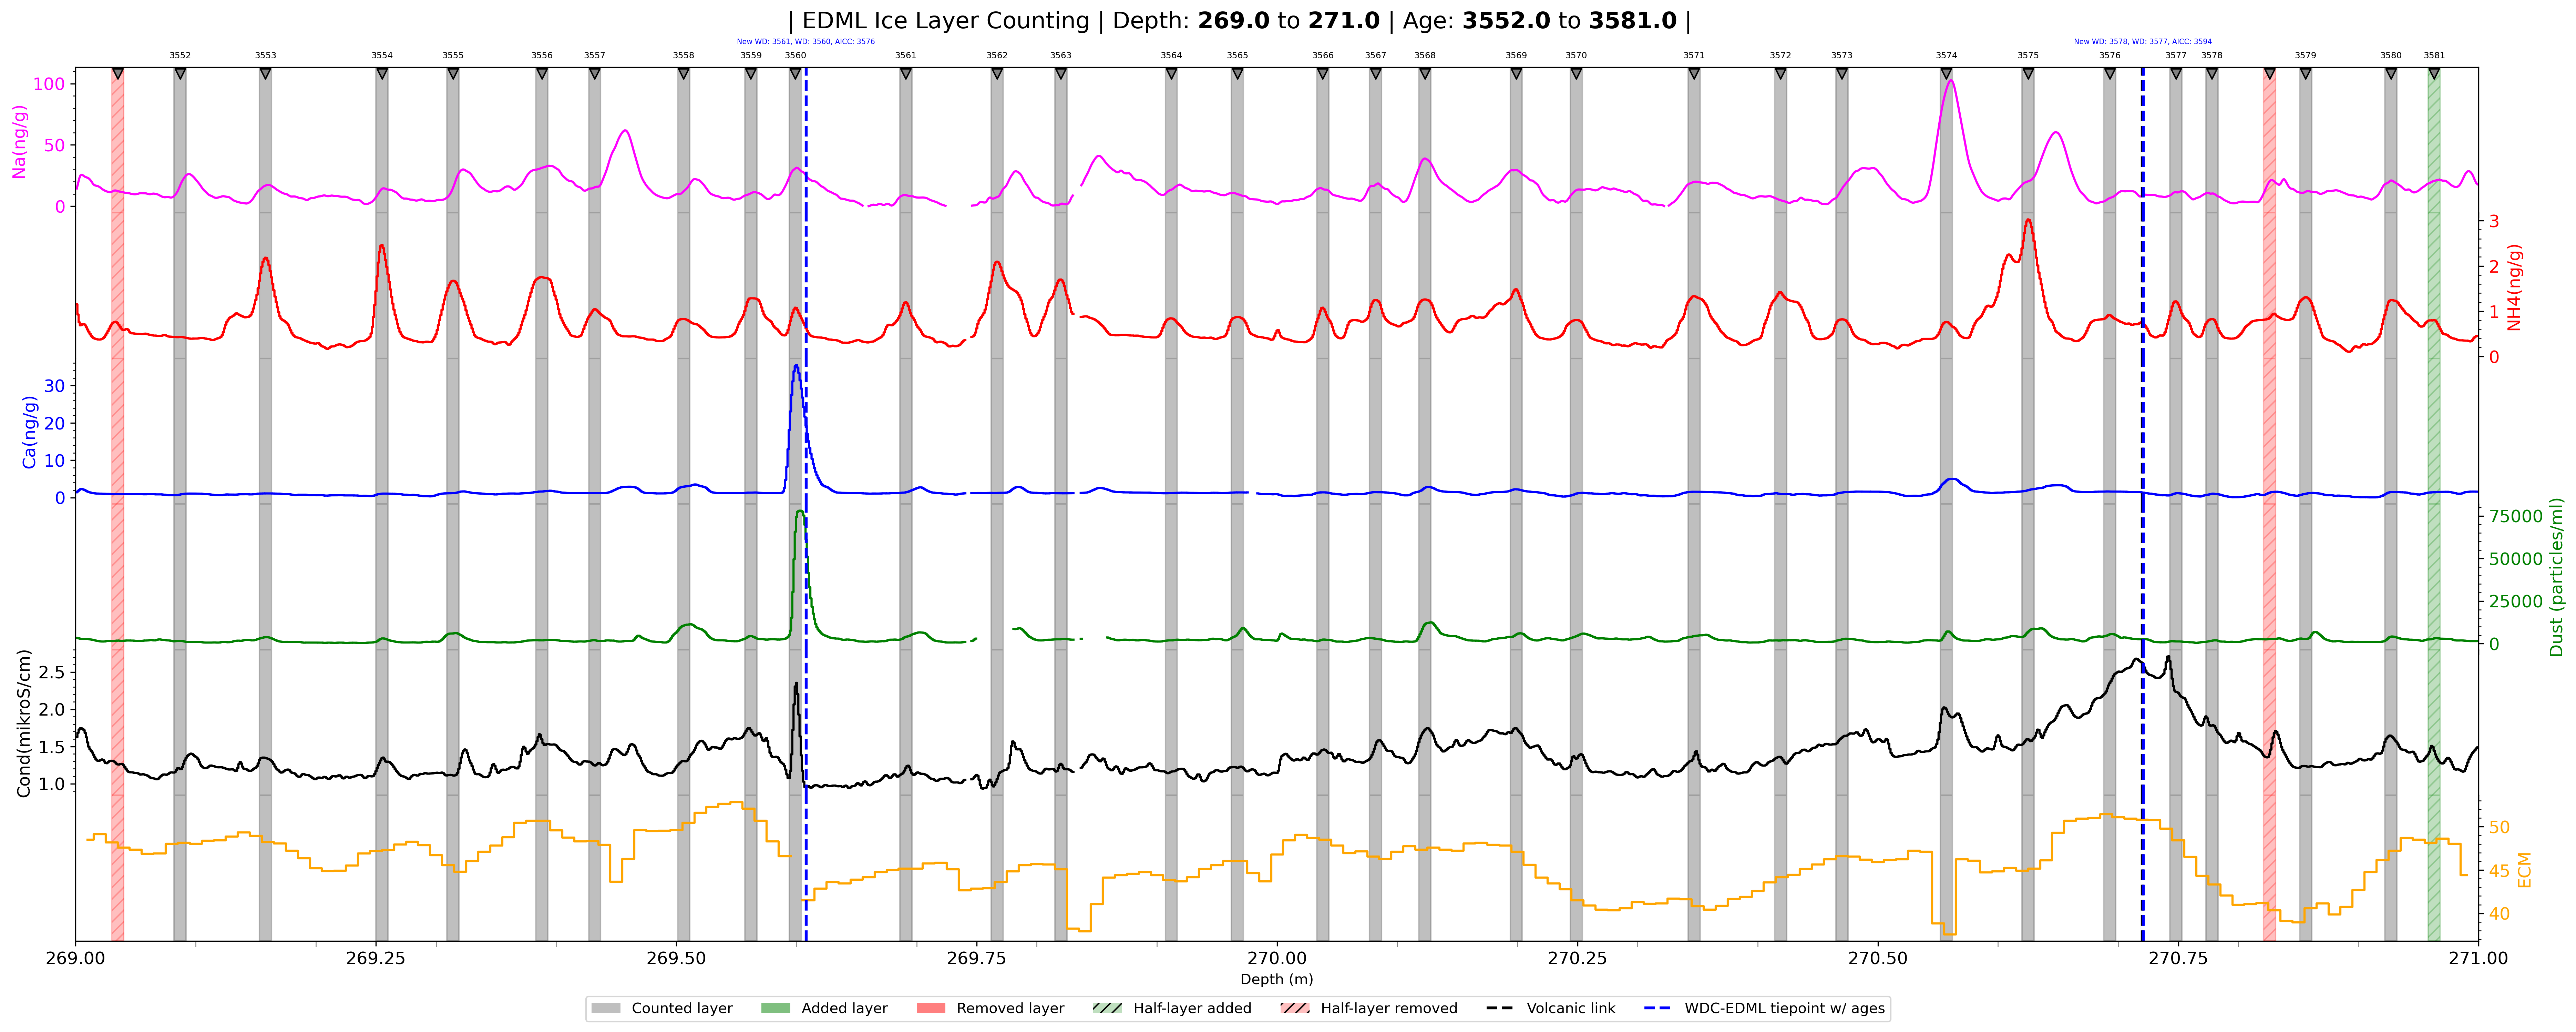 | EDML Ice Layer Counting | Depth: 269.0 to 271.0 | Age: 3552.0 to 3581.0 |
New WD: 3561, WD: 3560, AICC: 3576
New WD: 3578, WD: 3577, AICC: 3594
3552 3553 3554 3555 3556 3557 3558 3559 3560 3561 3562 3563 3564 3565 3566 3567 3568 3569 3570 3571 3572 3573 3574 3575 3576 3577 3578 3579 3580 3581
Na(ng/g)
100
50
0
NH4(ng/g)
3
2
1
0
Ca(ng/g)
30
20
10
0
Dust (particles/ml)
75000
50000
25000
0
Cond(mikroS/cm)
2.5
2.0
1.5
1.0
ECM
50
45
40
269.00 269.25 269.50 269.75 270.00 270.25 270.50 270.75 271.00
Depth (m)
Counted layer Added layer Removed layer Half-layer added Half-layer removed Volcanic link WDC-EDML tiepoint w/ ages